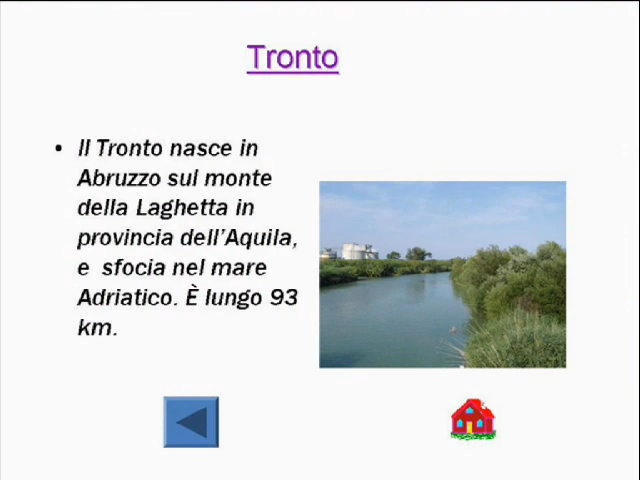 Tronto
• Il Tronto nasce in
Abruzzo sul monte
della Laghetta in
provincia dell'Aquila,
e sfocia nel mare
Adriatico. È lungo 93
km.